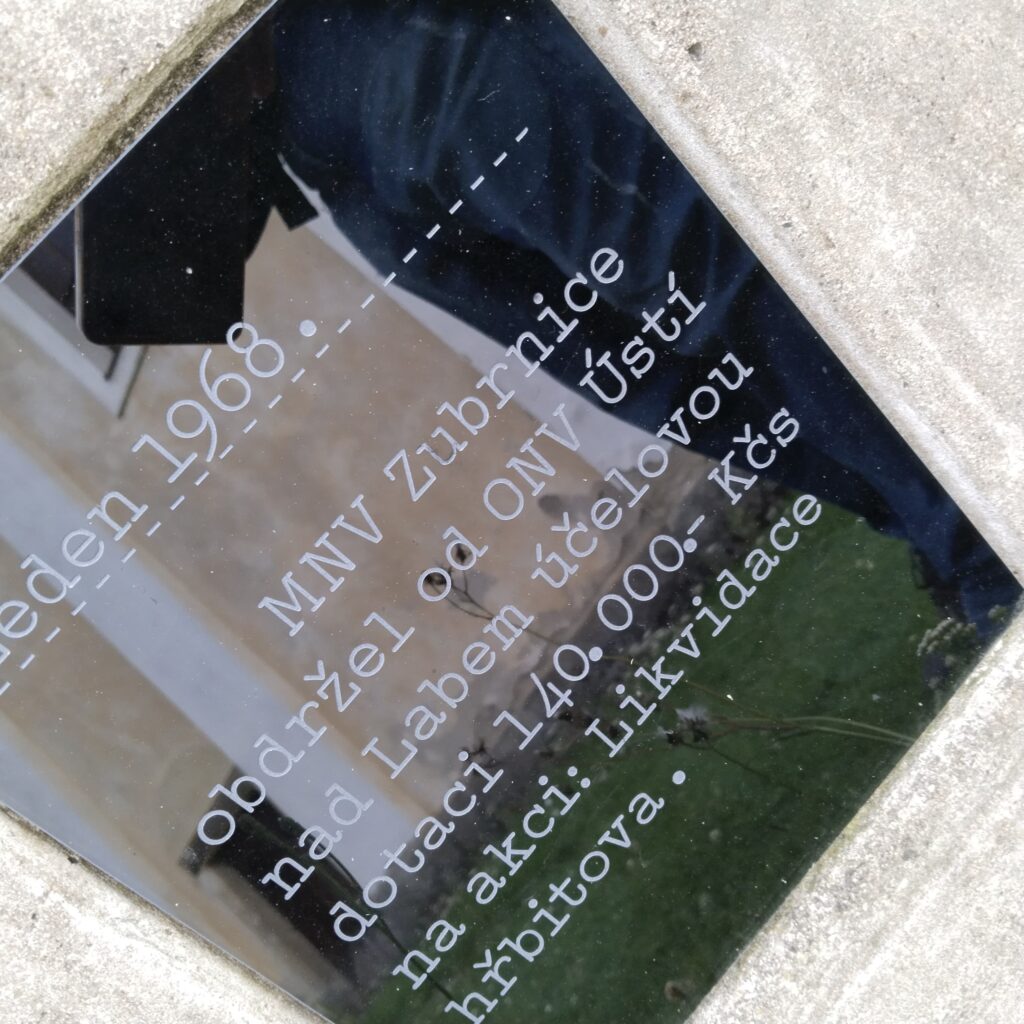 Leden 1968.
MNV Zubrnice
obdržel od ONV Ústí
nad Labem účelovou
dotaci 140.000.- Kčs
na akci: Likvidace
hřbitova.